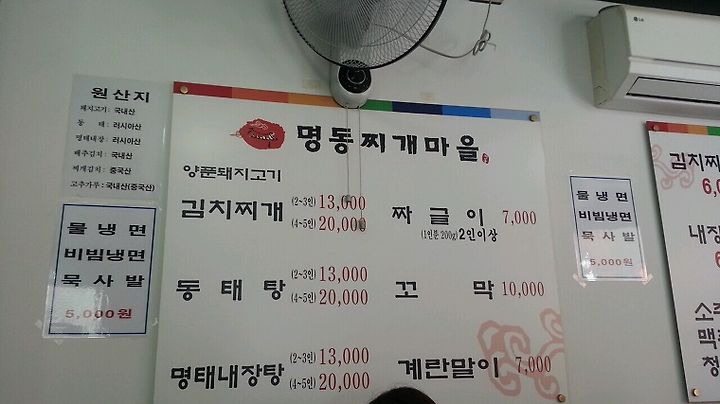 원산지
돼지고기 : 국내산
동 태 : 러시아산
명태내장 : 러시아산
배추김치 : 국내산
찌개김치 : 중국산
고추가루 : 국내산(중국산)
물냉면
비빔냉면
묵사발
5,000원
명동찌개마을
양푼돼지고기
김치찌개 (2~3인) 13,000
(4~5인) 20,000
짜글이 7,000
(1인분 200g) 2인이상
동태탕 (2~3인) 13,000
(4~5인) 20,000
꼬막 10,000
명태내장탕 (2~3인) 13,000
(4~5인) 20,000
계란말이 7,000
물냉면
비빔냉면
묵사발
5,000원
LG
김치찌
내장
소주
맥
청